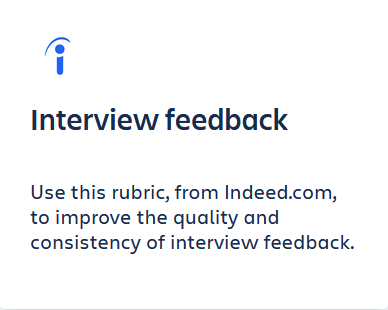 Interview feedback
Use this rubric, from Indeed.com,
to improve the quality and
consistency of interview feedback.